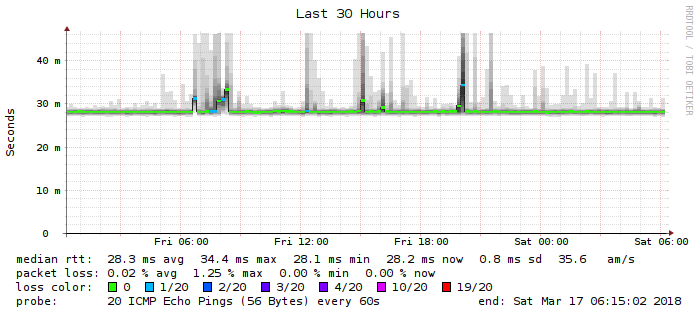 Last 30 Hours
RRDTOOL / TOBI OETIKER
Seconds
40 m
30 m
20 m
10 m
0
Fri 06:00 Fri 12:00 Fri 18:00 Sat 00:00 Sat 06:00
median rtt: 28.3 ms avg 34.4 ms max 28.1 ms min 28.2 ms now 0.8 ms sd 35.6 am/s
packet loss: 0.02 % avg 1.25 % max 0.00 % min 0.00 % now
loss color: 0 1/20 2/20 3/20 4/20 10/20 19/20
probe: 20 ICMP Echo Pings (56 Bytes) every 60s end: Sat Mar 17 06:15:02 2018